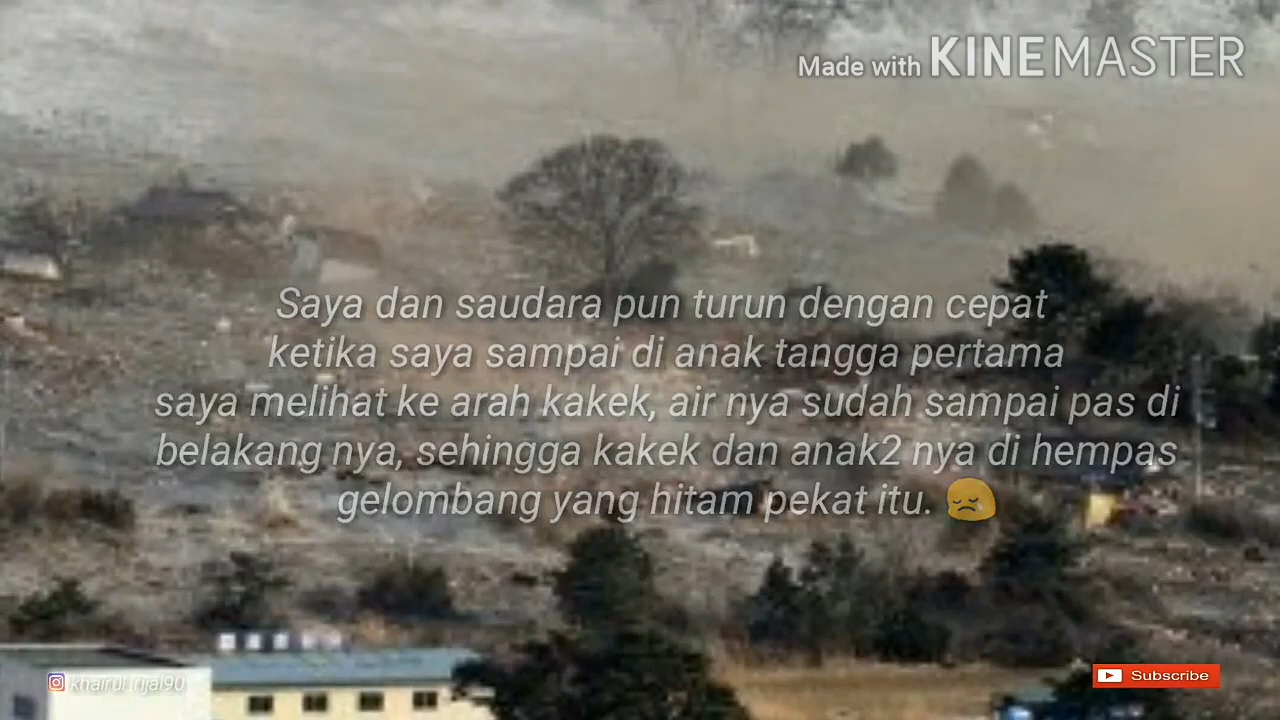 Made with KINEMASTER
Saya dan saudara pun turun dengan cepat
ketika saya sampai di anak tangga pertama
saya melihat ke arah kakek, air nya sudah sampai pas di
belakang nya, sehingga kakek dan anak2 nya di hempas
gelombang yang hitam pekat itu. 😢
khairul_rijal90
Subscribe